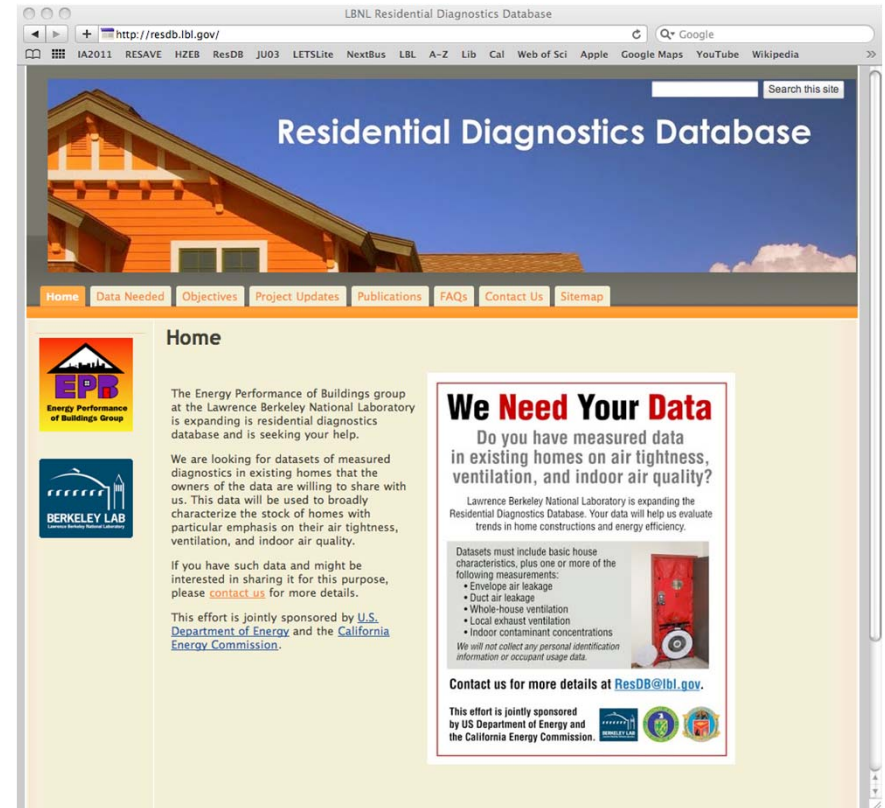 LBNL Residential Diagnostics Database
http://resdb.lbl.gov/
Google
IA2011 RESAVE HZEB ResDB JU03 LETSLite NextBus LBL A-Z Lib Cal Web of Sci Apple Google Maps YouTube Wikipedia
Search this site
Residential Diagnostics Database
Home Data Needed Objectives Project Updates Publications FAQs Contact Us Sitemap
Home
EPB
Energy Performance
of Buildings Group
BERKELEY LAB
Lawrence Berkeley National Laboratory
The Energy Performance of Buildings group
at the Lawrence Berkeley National Laboratory
is expanding is residential diagnostics
database and is seeking your help.
We are looking for datasets of measured
diagnostics in existing homes that the
owners of the data are willing to share with
us. This data will be used to broadly
characterize the stock of homes with
particular emphasis on their air tightness,
ventilation, and indoor air quality.
If you have such data and might be
interested in sharing it for this purpose,
please contact us for more details.
This effort is jointly sponsored by U.S.
Department of Energy and the California
Energy Commission.
We Need Your Data
Do you have measured data
in existing homes on air tightness,
ventilation, and indoor air quality?
Lawrence Berkeley National Laboratory is expanding the
Residential Diagnostics Database. Your data will help us evaluate
trends in home constructions and energy efficiency.
Datasets must include basic house
characteristics, plus one or more of the
following measurements:
• Envelope air leakage
• Duct air leakage
• Whole-house ventilation
• Local exhaust ventilation
• Indoor contaminant concentrations
We will not collect any personal identification
information or occupant usage data.
Contact us for more details at ResDB@lbl.gov.
This effort is jointly sponsored
by US Department of Energy and
the California Energy Commission.
BERKELEY LAB